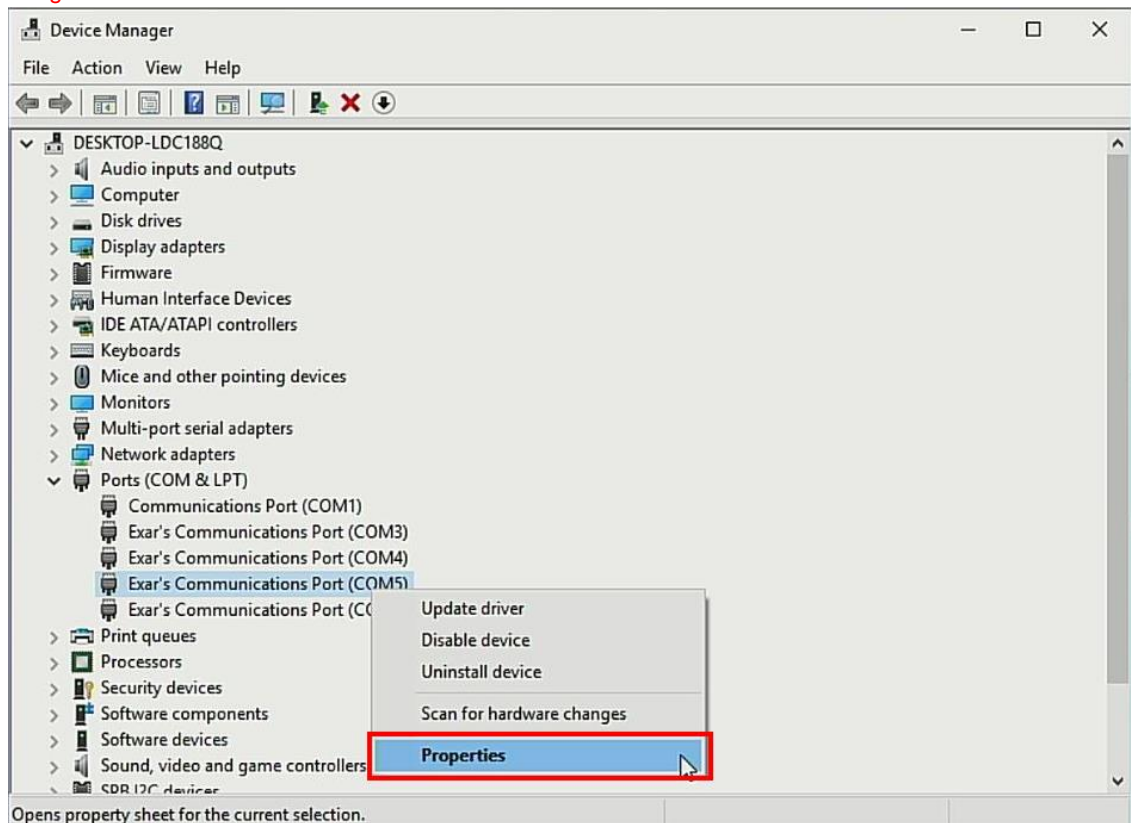 Device Manager
File Action View Help
DESKTOP-LDC188Q
Audio inputs and outputs
Computer
Disk drives
Display adapters
Firmware
Human Interface Devices
IDE ATA/ATAPI controllers
Keyboards
Mice and other pointing devices
Monitors
Multi-port serial adapters
Network adapters
Ports (COM & LPT)
Communications Port (COM1)
Exar's Communications Port (COM3)
Exar's Communications Port (COM4)
Exar's Communications Port (COM5)
Exar's Communications Port (CO
Print queues
Processors
Security devices
Software components
Software devices
Sound, video and game controllers
SPB I2C devices
Update driver
Disable device
Uninstall device
Scan for hardware changes
Properties
Opens property sheet for the current selection.